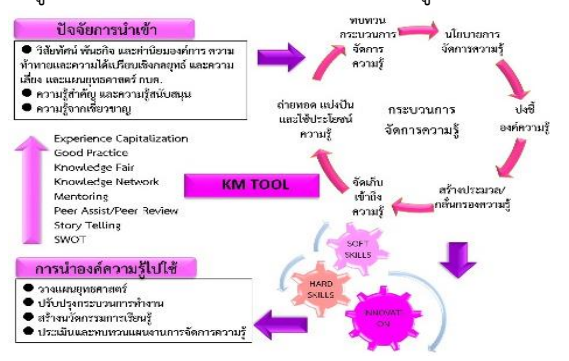 ปัจจัยการนำเข้า
● วิสัยทัศน์ พันธกิจ และค่านิยมองค์การ ความ
ท้าทายและความได้เปรียบเชิงกลยุทธ์ และความ
เสี่ยง และแผนยุทธศาสตร์ กบค.
● ความรู้สำคัญ และความรู้สนับสนุน
● ความรู้จากเชี่ยวชาญ
ทบทวน
กระบวนการ
จัดการ
ความรู้
นโยบายการ
จัดการความรู้
บ่งชี้
องค์ความรู้
สร้างประมวล/
กลั่นกรองความรู้
จัดเก็บ
เข้าถึง
ความรู้
ถ่ายทอด แบ่งปัน
และใช้ประโยชน์
ความรู้
กระบวนการ
จัดการความรู้
Experience Capitalization
Good Practice
Knowledge Fair
Knowledge Network
Mentoring
Peer Assist/Peer Review
Story Telling
SWOT
KM TOOL
SOFT
SKILLS
HARD
SKILLS
INNOVATI
ON
การนำองค์ความรู้ไปใช้
● วางแผนยุทธศาสตร์
● ปรับปรุงกระบวนการทำงาน
● สร้างนวัตกรรมการเรียนรู้
● ประเมินและทบทวนแผนงานการจัดการความรู้